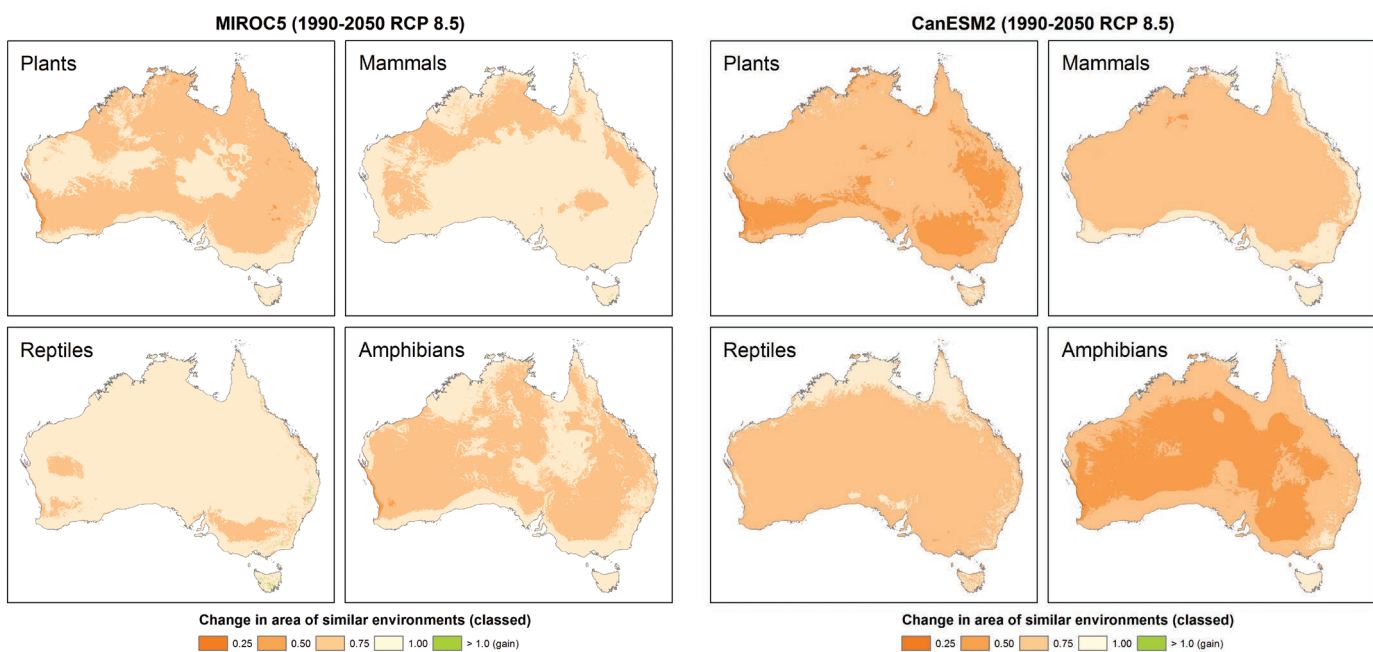 MIROC5 (1990-2050 RCP 8.5)
Plants
Mammals
Reptiles
Amphibians
Change in area of similar environments (classed)
0.25 0.50 0.75 1.00 > 1.0 (gain)
CanESM2 (1990-2050 RCP 8.5)
Plants
Mammals
Reptiles
Amphibians
Change in area of similar environments (classed)
0.25 0.50 0.75 1.00 > 1.0 (gain)